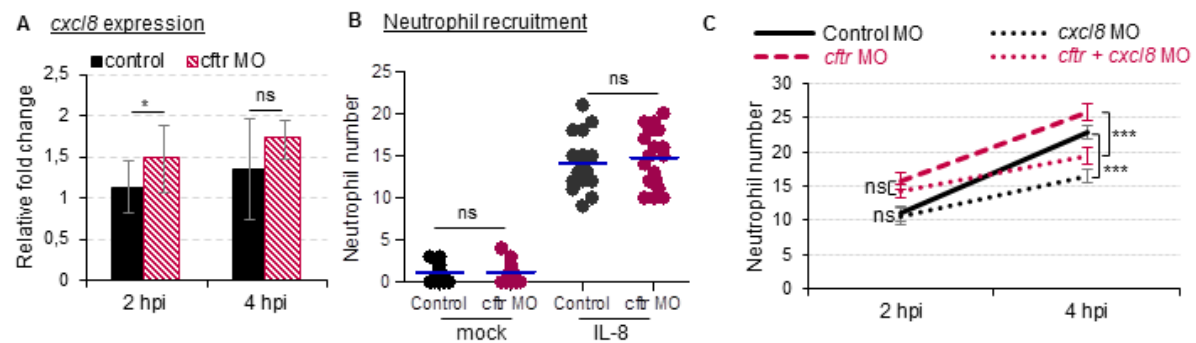 A cxcl8 expression
control cftr MO
Relative fold change
2,5
2
1,5
1
0,5
0
*
ns
2 hpi 4 hpi
B Neutrophil recruitment
Neutrophil number
25
20
15
10
5
0
ns
ns
Control cftr MO Control cftr MO
mock IL-8
C
Control MO cxcl8 MO
cftr MO cftr + cxcl8 MO
Neutrophil number
30
25
20
15
10
5
0
ns
ns
***
***
2 hpi 4 hpi